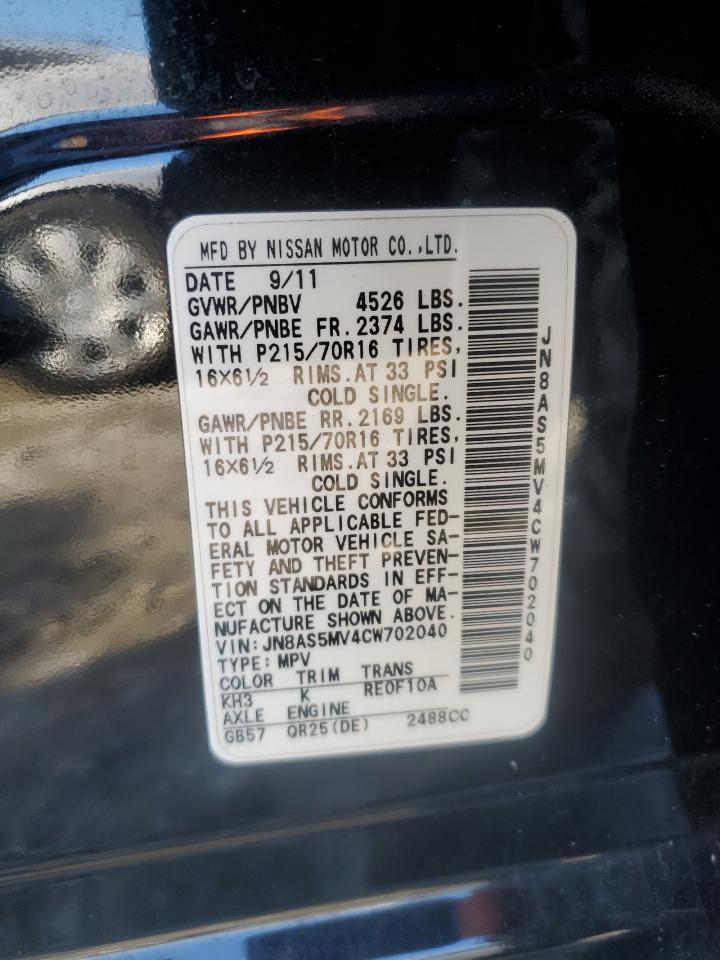 MFD BY NISSAN MOTOR CO.,LTD.
DATE 9/11
GVWR/PNBV 4526 LBS.
GAWR/PNBE FR. 2374 LBS.
WITH P215/70R16 TIRES,
16X6½ RIMS.AT 33 PSI
COLD SINGLE.
GAWR/PNBE RR. 2169 LBS.
WITH P215/70R16 TIRES,
16X6½ RIMS.AT 33 PSI
COLD SINGLE.
THIS VEHICLE CONFORMS
TO ALL APPLICABLE FED-
ERAL MOTOR VEHICLE SA-
FETY AND THEFT PREVEN-
TION STANDARDS IN EFF-
ECT ON THE DATE OF MA-
NUFACTURE SHOWN ABOVE.
VIN: JN8AS5MV4CW702040
TYPE: MPV
COLOR TRIM TRANS
KH3 K RE0F10A
AXLE ENGINE
GB57 QR25(DE) 2488CC
JN8AS5MV4CW702040